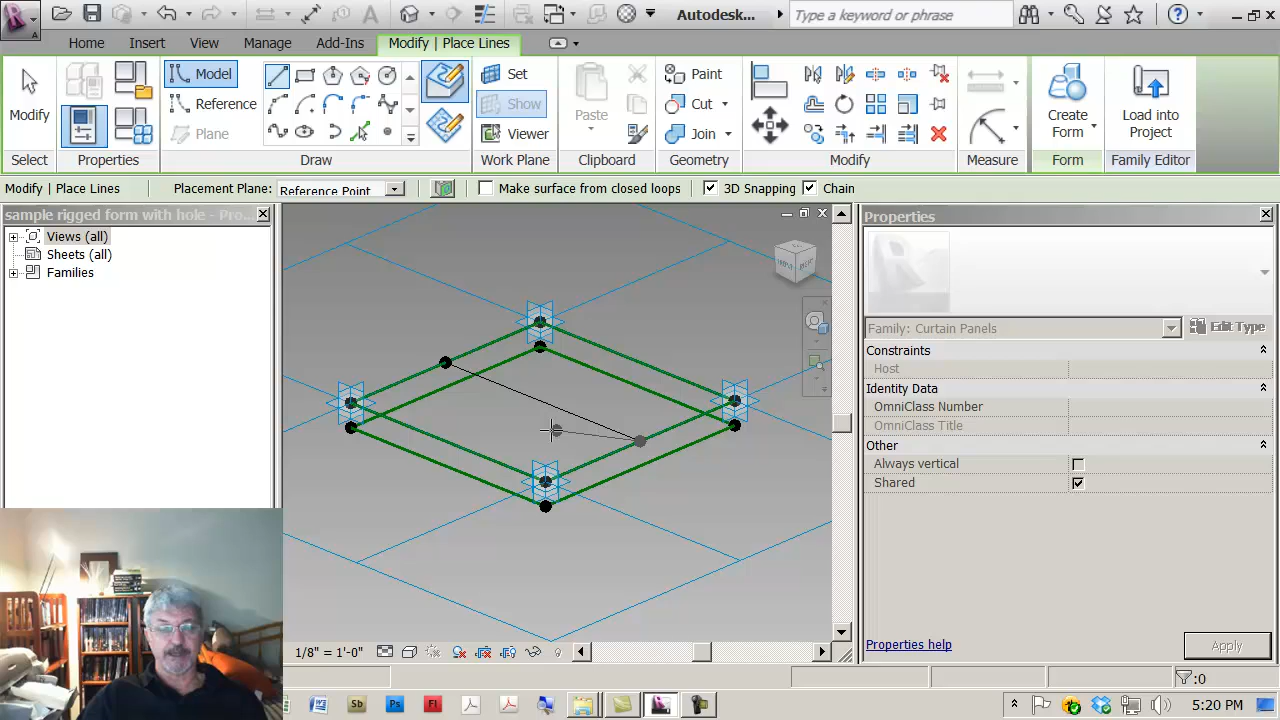 Autodesk...
Type a keyword or phrase
Home
Insert
View
Manage
Add-Ins
Modify | Place Lines
Modify
Model
Reference
Plane
Set
Show
Viewer
Paste
Paint
Cut
Join
Create
Form
Load into
Project
Select
Properties
Draw
Work Plane
Clipboard
Geometry
Modify
Measure
Form
Family Editor
Modify | Place Lines
Placement Plane:
Reference Point
Make surface from closed loops
3D Snapping
Chain
sample rigged form with hole - Pro...
Views (all)
Sheets (all)
Families
FRONT
Properties
Family: Curtain Panels
Edit Type
Constraints
Host
Identity Data
OmniClass Number
OmniClass Title
Other
Always vertical
Shared
Properties help
Apply
1/8" = 1'-0"
:0
W
Sb
Ps
Fl
5:20 PM